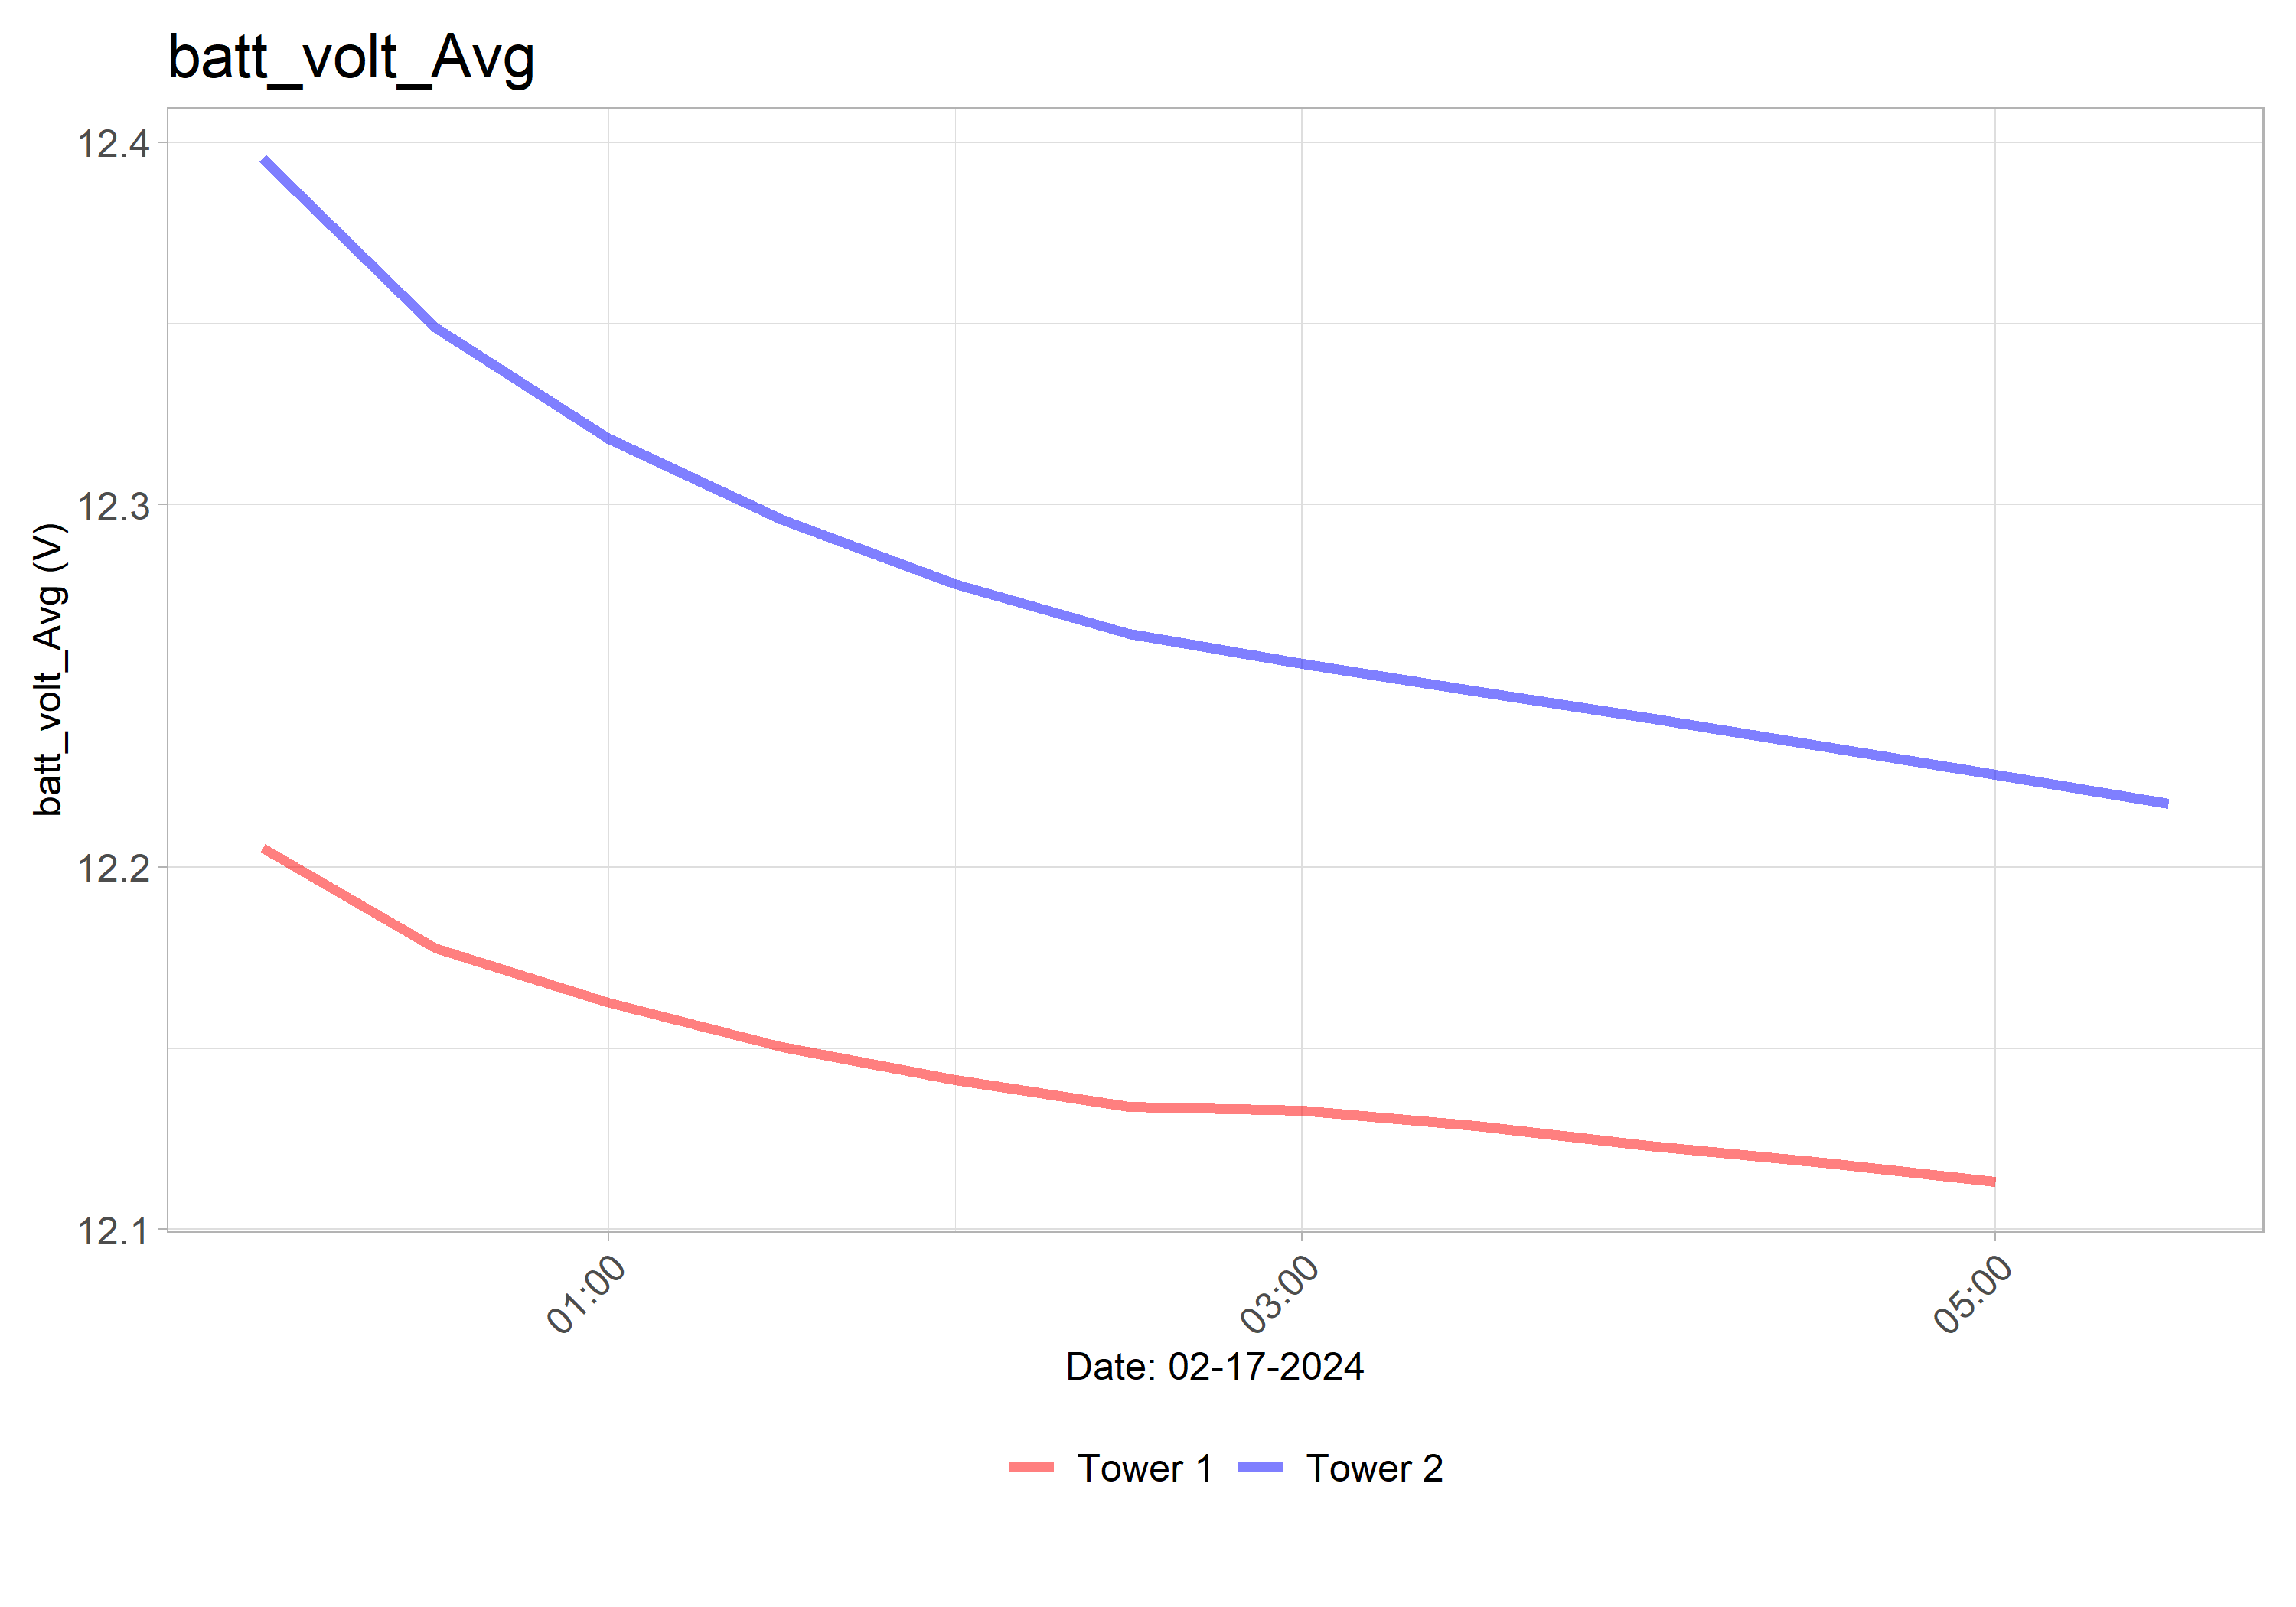 batt_volt_Avg
12.4
12.3
12.2
12.1
batt_volt_Avg (V)
01:00
03:00
05:00
Date: 02-17-2024
Tower 1
Tower 2